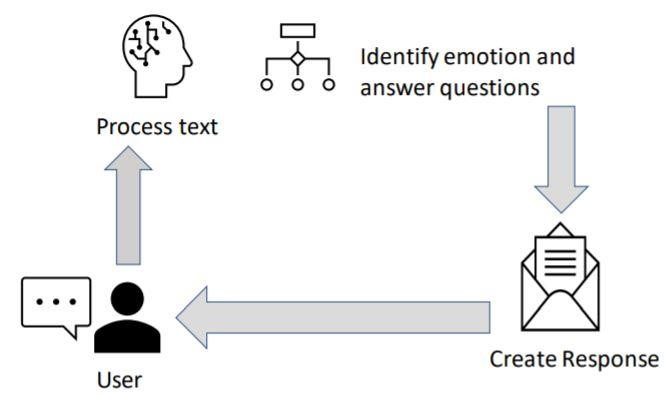 Process text
Identify emotion and
answer questions
User
Create Response